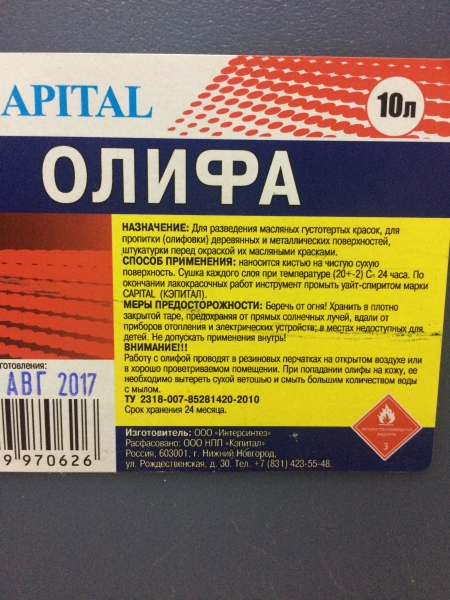 APITAL
10л
ОЛИФА
НАЗНАЧЕНИЕ: Для разведения масляных густотертых красок, для
пропитки (олифовки) деревянных и металлических поверхностей,
штукатурки перед окраской их масляными красками.
СПОСОБ ПРИМЕНЕНИЯ: наносится кистью на чистую сухую
поверхность. Сушка каждого слоя при температуре (20+-2) С- 24 часа. По
окончании лакокрасочных работ инструмент промыть уайт-спиритом марки
CAPITAL (КЭПИТАЛ).
МЕРЫ ПРЕДОСТОРОЖНОСТИ: Беречь от огня! Хранить в плотно
закрытой таре, предохраняя от прямых солнечных лучей, вдали от
приборов отопления и электрических устройств, в местах недоступных для
детей. Не допускать применения внутрь!
ВНИМАНИЕ!!!
Работу с олифой проводят в резиновых перчатках на открытом воздухе или
в хорошо проветриваемом помещении. При попадании олифы на кожу, ее
необходимо вытереть сухой ветошью и смыть большим количеством воды
с мылом.
ТУ 2318-007-85281420-2010
Срок хранения 24 месяца.
зготовления:
АВГ 2017
9 970626
Изготовитель: ООО «Интерсинтез»
Расфасовано: ООО НПП «Кэпитал»
Россия, 603001, г. Нижний Новгород,
ул. Рождественская, д. 30. Тел. +7 (831) 423-55-48.
3